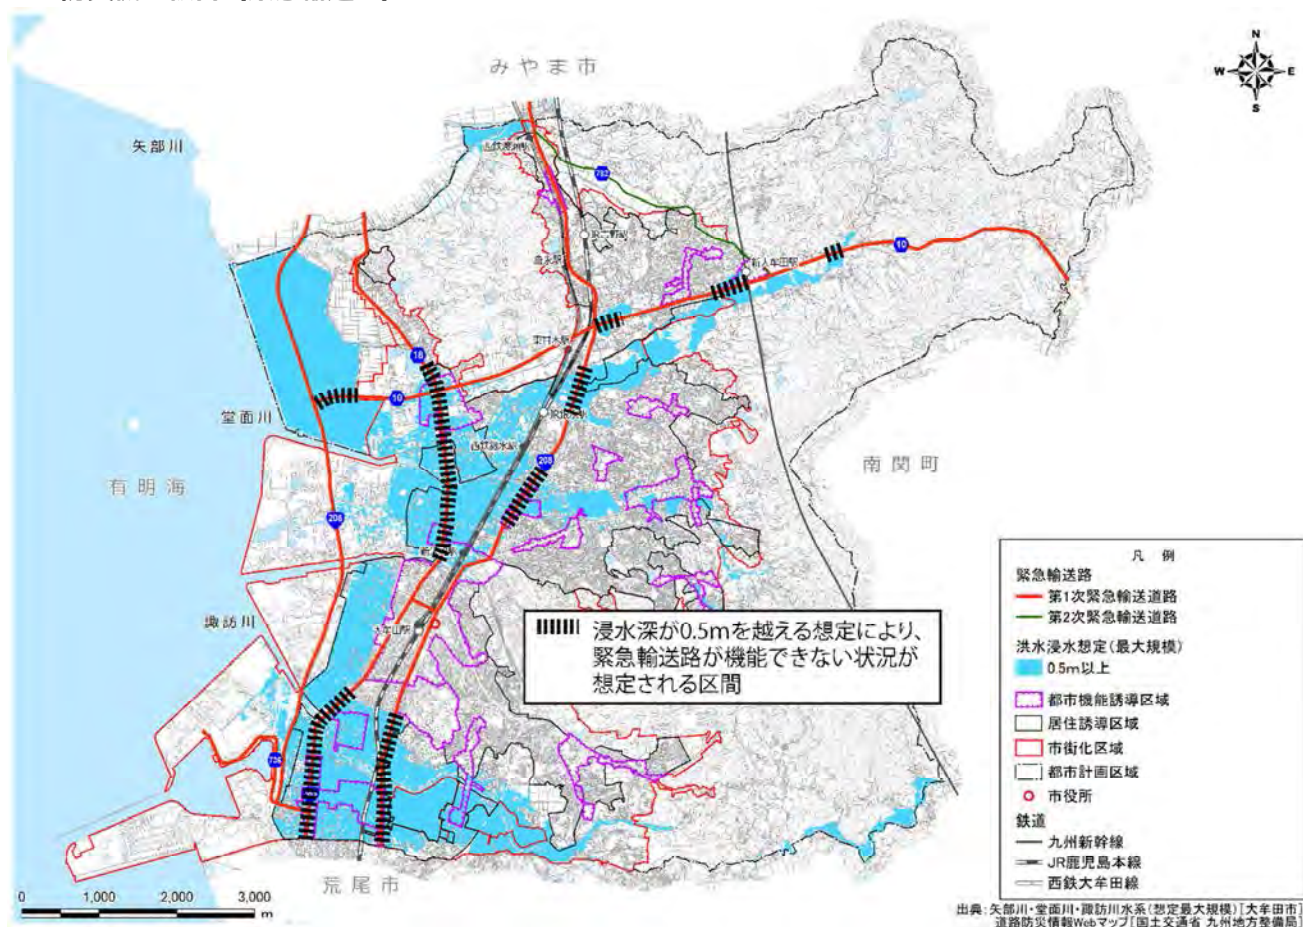 みやま市
N
W
E
S
矢部川
782
10
新大牟田駅
18
10
堂面川
208
有明海
南関町
208
諏訪川
736
荒尾市
浸水深が0.5mを越える想定により、
緊急輸送路が機能できない状況が
想定される区間
凡 例
緊急輸送路
第1次緊急輸送道路
第2次緊急輸送道路
洪水浸水想定(最大規模)
0.5m以上
都市機能誘導区域
居住誘導区域
市街化区域
都市計画区域
市役所
鉄道
九州新幹線
JR鹿児島本線
西鉄大牟田線
0 1,000 2,000 3,000
m
出典:矢部川・堂面川・諏訪川水系(想定最大規模)[大牟田市]
道路防災情報Webマップ[国土交通省 九州地方整備局]